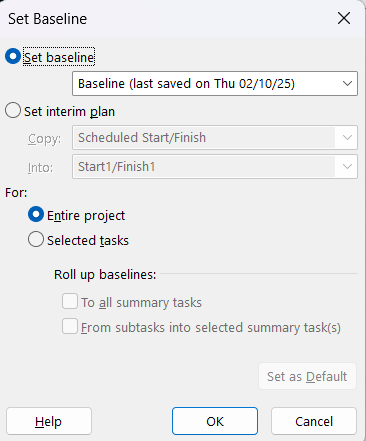 Set Baseline
Set baseline
Baseline (last saved on Thu 02/10/25)
Set interim plan
Copy: Scheduled Start/Finish
Into: Start1/Finish1
For:
Entire project
Selected tasks
Roll up baselines:
To all summary tasks
From subtasks into selected summary task(s)
Set as Default
Help OK Cancel